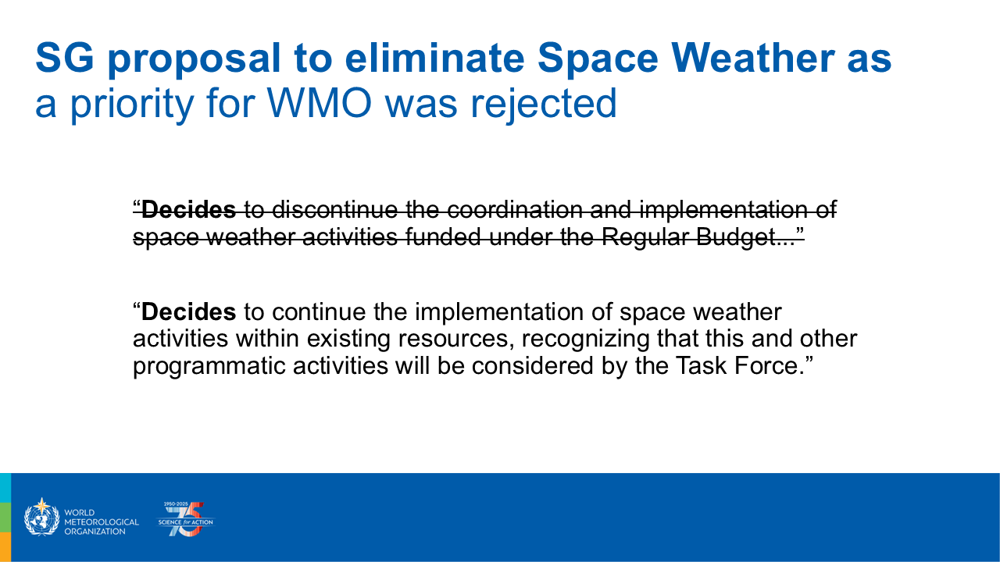 SG proposal to eliminate Space Weather as
a priority for WMO was rejected
“Decides to discontinue the coordination and implementation of
space weather activities funded under the Regular Budget...”
“Decides to continue the implementation of space weather
activities within existing resources, recognizing that this and other
programmatic activities will be considered by the Task Force.”
WORLD
METEOROLOGICAL
ORGANIZATION
1950-2025
75
SCIENCE for ACTION